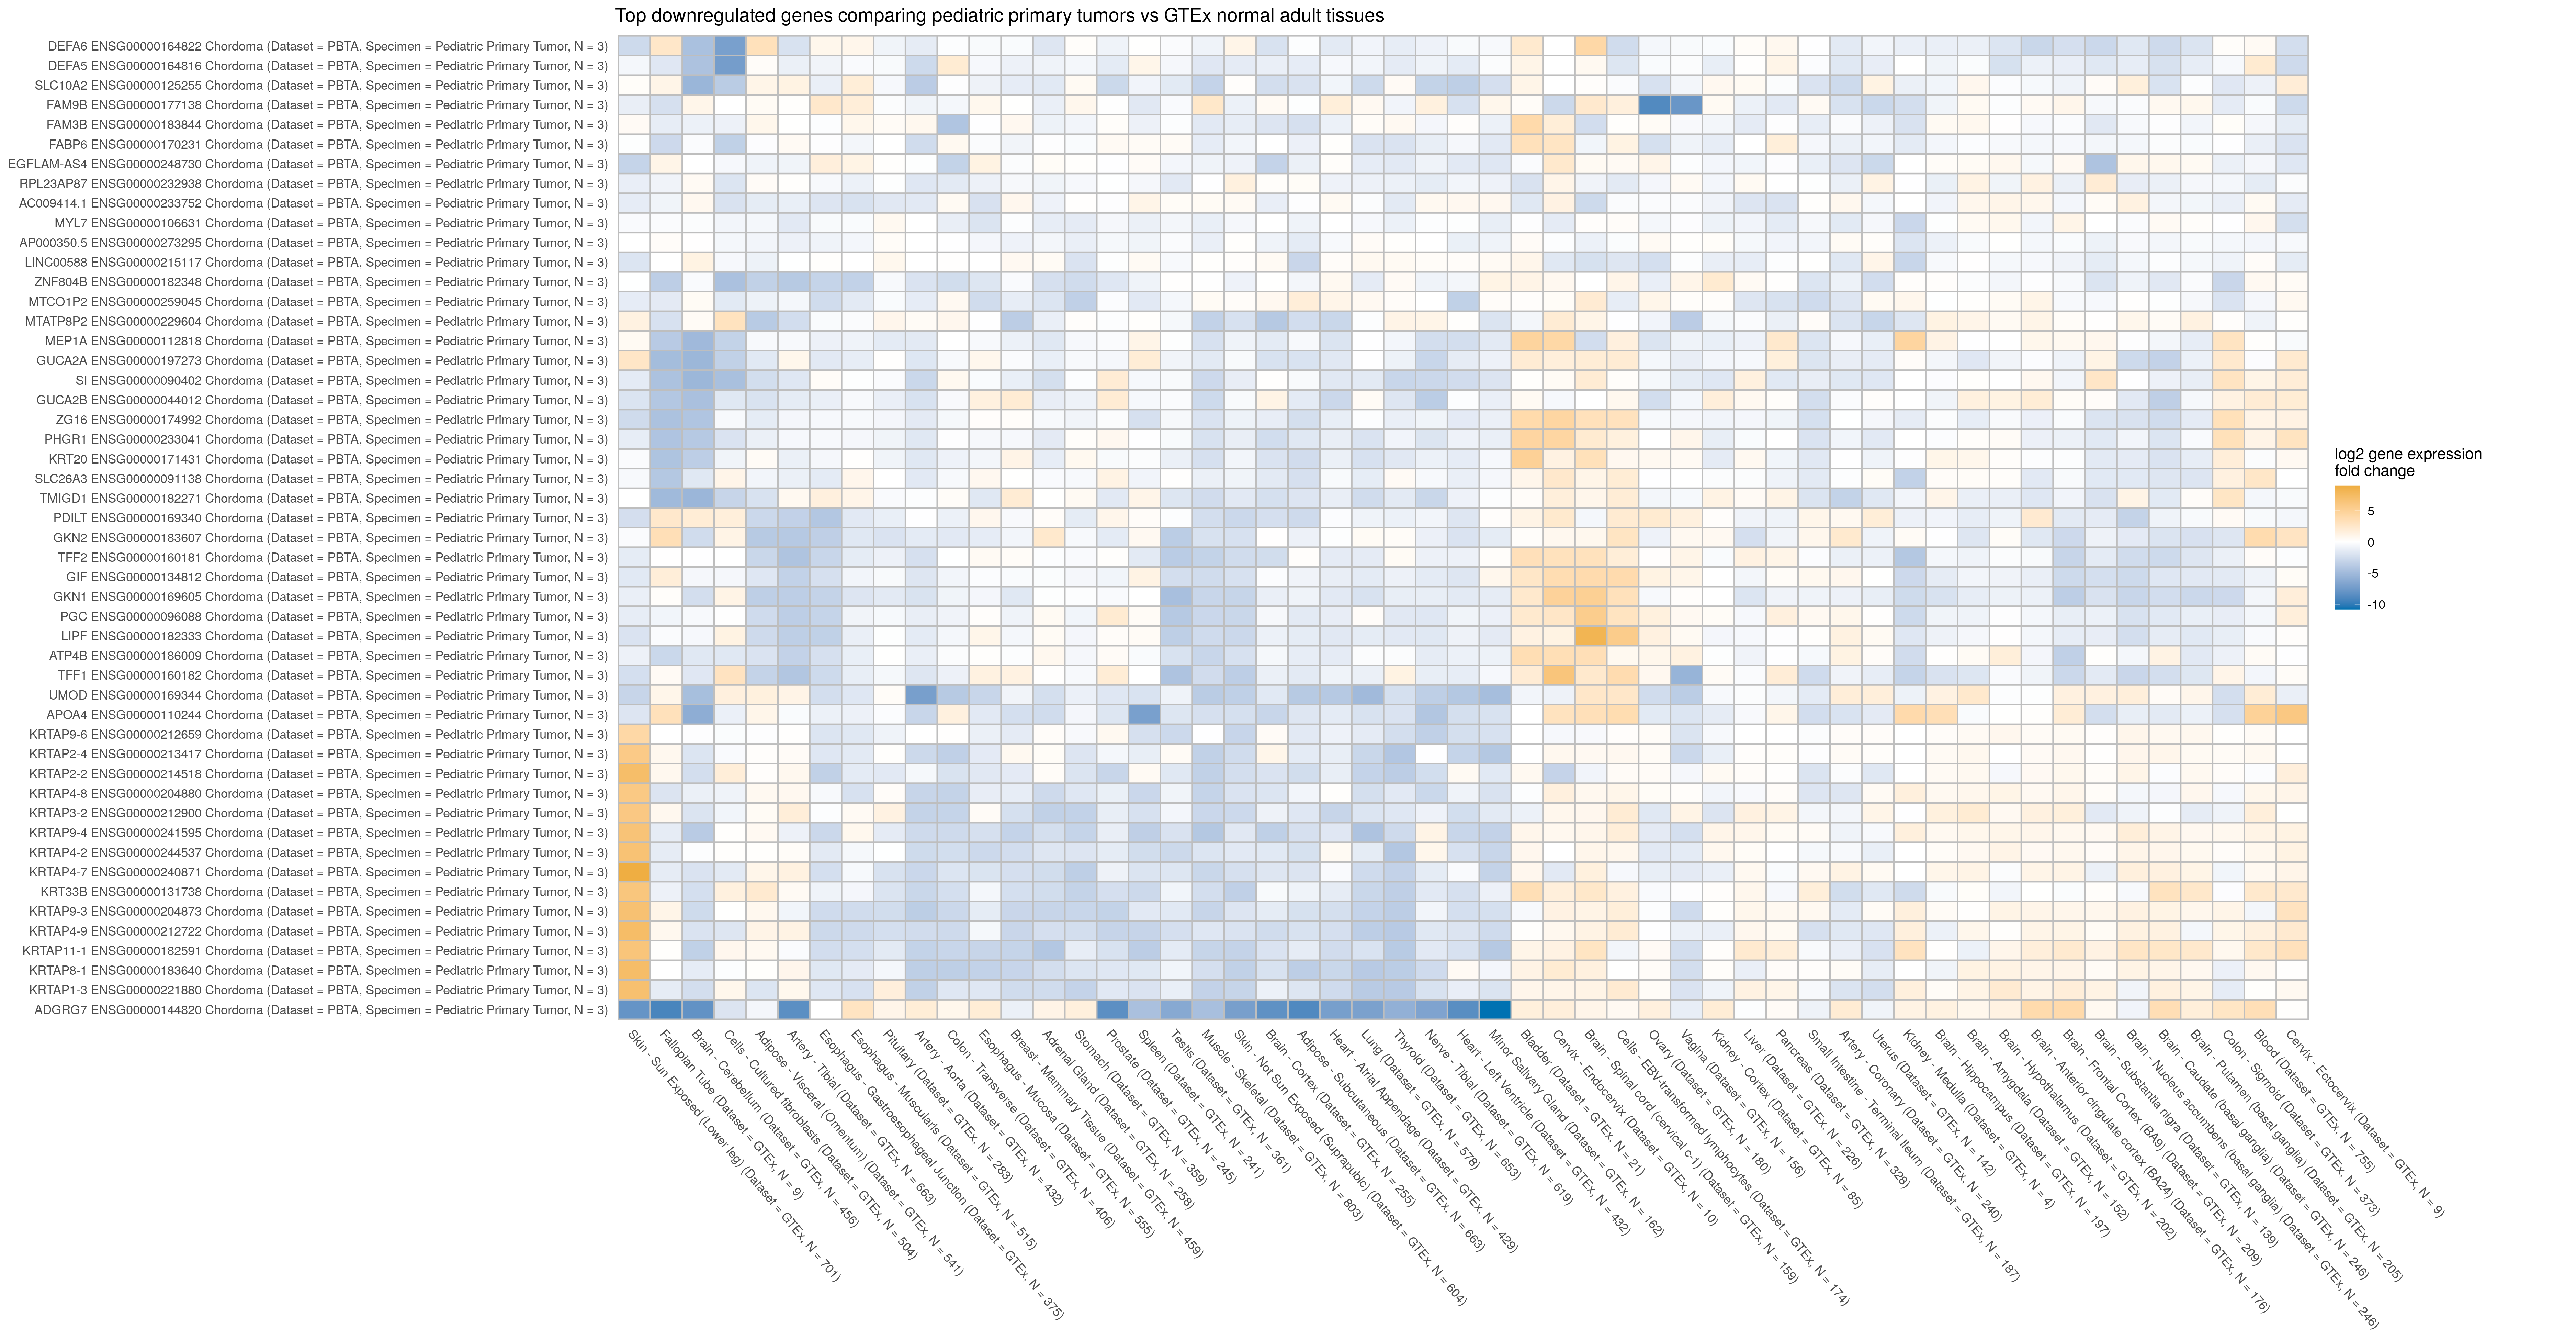 Top downregulated genes comparing pediatric primary tumors vs GTEx normal adult tissues
DEFA6 ENSG00000164822 Chordoma (Dataset = PBTA, Specimen = Pediatric Primary Tumor, N = 3)
DEFA5 ENSG00000164816 Chordoma (Dataset = PBTA, Specimen = Pediatric Primary Tumor, N = 3)
SLC10A2 ENSG00000125255 Chordoma (Dataset = PBTA, Specimen = Pediatric Primary Tumor, N = 3)
FAM9B ENSG00000177138 Chordoma (Dataset = PBTA, Specimen = Pediatric Primary Tumor, N = 3)
FAM3B ENSG00000183844 Chordoma (Dataset = PBTA, Specimen = Pediatric Primary Tumor, N = 3)
FABP6 ENSG00000170231 Chordoma (Dataset = PBTA, Specimen = Pediatric Primary Tumor, N = 3)
EGFLAM-AS4 ENSG00000248730 Chordoma (Dataset = PBTA, Specimen = Pediatric Primary Tumor, N = 3)
RPL23AP87 ENSG00000232938 Chordoma (Dataset = PBTA, Specimen = Pediatric Primary Tumor, N = 3)
AC009414.1 ENSG00000233752 Chordoma (Dataset = PBTA, Specimen = Pediatric Primary Tumor, N = 3)
MYL7 ENSG00000106631 Chordoma (Dataset = PBTA, Specimen = Pediatric Primary Tumor, N = 3)
AP000350.5 ENSG00000273295 Chordoma (Dataset = PBTA, Specimen = Pediatric Primary Tumor, N = 3)
LINC00588 ENSG00000215117 Chordoma (Dataset = PBTA, Specimen = Pediatric Primary Tumor, N = 3)
ZNF804B ENSG00000182348 Chordoma (Dataset = PBTA, Specimen = Pediatric Primary Tumor, N = 3)
MTCO1P2 ENSG00000259045 Chordoma (Dataset = PBTA, Specimen = Pediatric Primary Tumor, N = 3)
MTATP8P2 ENSG00000229604 Chordoma (Dataset = PBTA, Specimen = Pediatric Primary Tumor, N = 3)
MEP1A ENSG00000112818 Chordoma (Dataset = PBTA, Specimen = Pediatric Primary Tumor, N = 3)
GUCA2A ENSG00000197273 Chordoma (Dataset = PBTA, Specimen = Pediatric Primary Tumor, N = 3)
SI ENSG00000090402 Chordoma (Dataset = PBTA, Specimen = Pediatric Primary Tumor, N = 3)
GUCA2B ENSG00000044012 Chordoma (Dataset = PBTA, Specimen = Pediatric Primary Tumor, N = 3)
ZG16 ENSG00000174992 Chordoma (Dataset = PBTA, Specimen = Pediatric Primary Tumor, N = 3)
PHGR1 ENSG00000233041 Chordoma (Dataset = PBTA, Specimen = Pediatric Primary Tumor, N = 3)
KRT20 ENSG00000171431 Chordoma (Dataset = PBTA, Specimen = Pediatric Primary Tumor, N = 3)
SLC26A3 ENSG00000091138 Chordoma (Dataset = PBTA, Specimen = Pediatric Primary Tumor, N = 3)
TMIGD1 ENSG00000182271 Chordoma (Dataset = PBTA, Specimen = Pediatric Primary Tumor, N = 3)
PDILT ENSG00000169340 Chordoma (Dataset = PBTA, Specimen = Pediatric Primary Tumor, N = 3)
GKN2 ENSG00000183607 Chordoma (Dataset = PBTA, Specimen = Pediatric Primary Tumor, N = 3)
TFF2 ENSG00000160181 Chordoma (Dataset = PBTA, Specimen = Pediatric Primary Tumor, N = 3)
GIF ENSG00000134812 Chordoma (Dataset = PBTA, Specimen = Pediatric Primary Tumor, N = 3)
GKN1 ENSG00000169605 Chordoma (Dataset = PBTA, Specimen = Pediatric Primary Tumor, N = 3)
PGC ENSG00000096088 Chordoma (Dataset = PBTA, Specimen = Pediatric Primary Tumor, N = 3)
LIPF ENSG00000182333 Chordoma (Dataset = PBTA, Specimen = Pediatric Primary Tumor, N = 3)
ATP4B ENSG00000186009 Chordoma (Dataset = PBTA, Specimen = Pediatric Primary Tumor, N = 3)
TFF1 ENSG00000160182 Chordoma (Dataset = PBTA, Specimen = Pediatric Primary Tumor, N = 3)
UMOD ENSG00000169344 Chordoma (Dataset = PBTA, Specimen = Pediatric Primary Tumor, N = 3)
APOA4 ENSG00000110244 Chordoma (Dataset = PBTA, Specimen = Pediatric Primary Tumor, N = 3)
KRTAP9-6 ENSG00000212659 Chordoma (Dataset = PBTA, Specimen = Pediatric Primary Tumor, N = 3)
KRTAP2-4 ENSG00000213417 Chordoma (Dataset = PBTA, Specimen = Pediatric Primary Tumor, N = 3)
KRTAP2-2 ENSG00000214518 Chordoma (Dataset = PBTA, Specimen = Pediatric Primary Tumor, N = 3)
KRTAP4-8 ENSG00000204880 Chordoma (Dataset = PBTA, Specimen = Pediatric Primary Tumor, N = 3)
KRTAP3-2 ENSG00000212900 Chordoma (Dataset = PBTA, Specimen = Pediatric Primary Tumor, N = 3)
KRTAP9-4 ENSG00000241595 Chordoma (Dataset = PBTA, Specimen = Pediatric Primary Tumor, N = 3)
KRTAP4-2 ENSG00000244537 Chordoma (Dataset = PBTA, Specimen = Pediatric Primary Tumor, N = 3)
KRTAP4-7 ENSG00000240871 Chordoma (Dataset = PBTA, Specimen = Pediatric Primary Tumor, N = 3)
KRT33B ENSG00000131738 Chordoma (Dataset = PBTA, Specimen = Pediatric Primary Tumor, N = 3)
KRTAP9-3 ENSG00000204873 Chordoma (Dataset = PBTA, Specimen = Pediatric Primary Tumor, N = 3)
KRTAP4-9 ENSG00000212722 Chordoma (Dataset = PBTA, Specimen = Pediatric Primary Tumor, N = 3)
KRTAP11-1 ENSG00000182591 Chordoma (Dataset = PBTA, Specimen = Pediatric Primary Tumor, N = 3)
KRTAP8-1 ENSG00000183640 Chordoma (Dataset = PBTA, Specimen = Pediatric Primary Tumor, N = 3)
KRTAP1-3 ENSG00000221880 Chordoma (Dataset = PBTA, Specimen = Pediatric Primary Tumor, N = 3)
ADGRG7 ENSG00000144820 Chordoma (Dataset = PBTA, Specimen = Pediatric Primary Tumor, N = 3)
Skin - Sun Exposed (Lower leg) (Dataset = GTEx, N = 701)
Fallopian Tube (Dataset = GTEx, N = 9)
Brain - Cerebellum (Dataset = GTEx, N = 456)
Cells - Cultured fibroblasts (Dataset = GTEx, N = 504)
Adipose - Visceral (Omentum) (Dataset = GTEx, N = 541)
Artery - Tibial (Dataset = GTEx, N = 663)
Esophagus - Gastroesophageal Junction (Dataset = GTEx, N = 375)
Esophagus - Muscularis (Dataset = GTEx, N = 515)
Pituitary (Dataset = GTEx, N = 283)
Artery - Aorta (Dataset = GTEx, N = 432)
Colon - Transverse (Dataset = GTEx, N = 406)
Esophagus - Mucosa (Dataset = GTEx, N = 555)
Breast - Mammary Tissue (Dataset = GTEx, N = 459)
Adrenal Gland (Dataset = GTEx, N = 258)
Stomach (Dataset = GTEx, N = 359)
Prostate (Dataset = GTEx, N = 245)
Spleen (Dataset = GTEx, N = 241)
Testis (Dataset = GTEx, N = 361)
Muscle - Skeletal (Dataset = GTEx, N = 803)
Skin - Not Sun Exposed (Suprapubic) (Dataset = GTEx, N = 604)
Brain - Cortex (Dataset = GTEx, N = 255)
Adipose - Subcutaneous (Dataset = GTEx, N = 663)
Heart - Atrial Appendage (Dataset = GTEx, N = 429)
Lung (Dataset = GTEx, N = 578)
Thyroid (Dataset = GTEx, N = 653)
Nerve - Tibial (Dataset = GTEx, N = 619)
Heart - Left Ventricle (Dataset = GTEx, N = 432)
Minor Salivary Gland (Dataset = GTEx, N = 162)
Bladder (Dataset = GTEx, N = 21)
Cervix - Endocervix (Dataset = GTEx, N = 10)
Brain - Spinal cord (cervical c-1) (Dataset = GTEx, N = 159)
Cells - EBV-transformed lymphocytes (Dataset = GTEx, N = 174)
Ovary (Dataset = GTEx, N = 180)
Vagina (Dataset = GTEx, N = 156)
Kidney - Cortex (Dataset = GTEx, N = 85)
Liver (Dataset = GTEx, N = 226)
Pancreas (Dataset = GTEx, N = 328)
Small Intestine - Terminal Ileum (Dataset = GTEx, N = 187)
Artery - Coronary (Dataset = GTEx, N = 240)
Uterus (Dataset = GTEx, N = 142)
Kidney - Medulla (Dataset = GTEx, N = 4)
Brain - Hippocampus (Dataset = GTEx, N = 197)
Brain - Amygdala (Dataset = GTEx, N = 152)
Brain - Hypothalamus (Dataset = GTEx, N = 202)
Brain - Anterior cingulate cortex (BA24) (Dataset = GTEx, N = 176)
Brain - Frontal Cortex (BA9) (Dataset = GTEx, N = 209)
Brain - Substantia nigra (Dataset = GTEx, N = 139)
Brain - Nucleus accumbens (basal ganglia) (Dataset = GTEx, N = 246)
Brain - Caudate (basal ganglia) (Dataset = GTEx, N = 246)
Brain - Putamen (basal ganglia) (Dataset = GTEx, N = 205)
Colon - Sigmoid (Dataset = GTEx, N = 373)
Blood (Dataset = GTEx, N = 755)
Cervix - Ectocervix (Dataset = GTEx, N = 9)
log2 gene expression
fold change
5
0
-5
-10